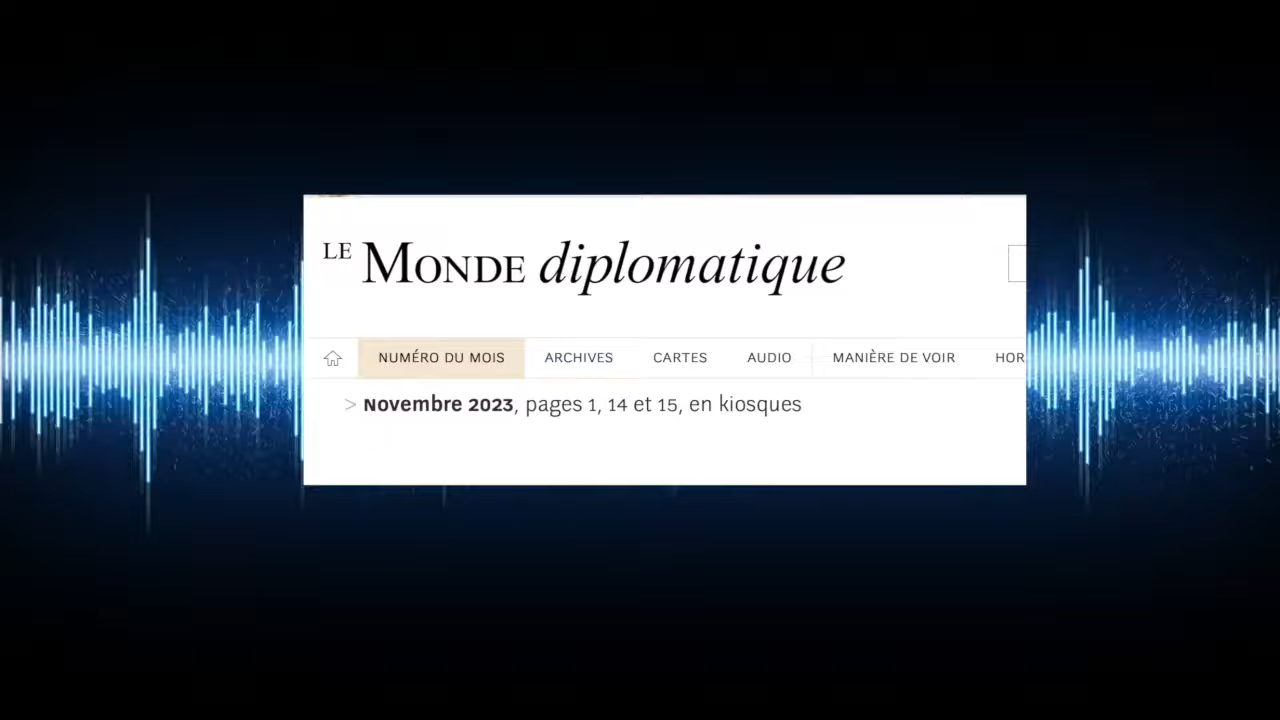 LE MONDE diplomatique
NUMÉRO DU MOIS ARCHIVES CARTES AUDIO MANIÈRE DE VOIR HOR
> Novembre 2023, pages 1, 14 et 15, en kiosques